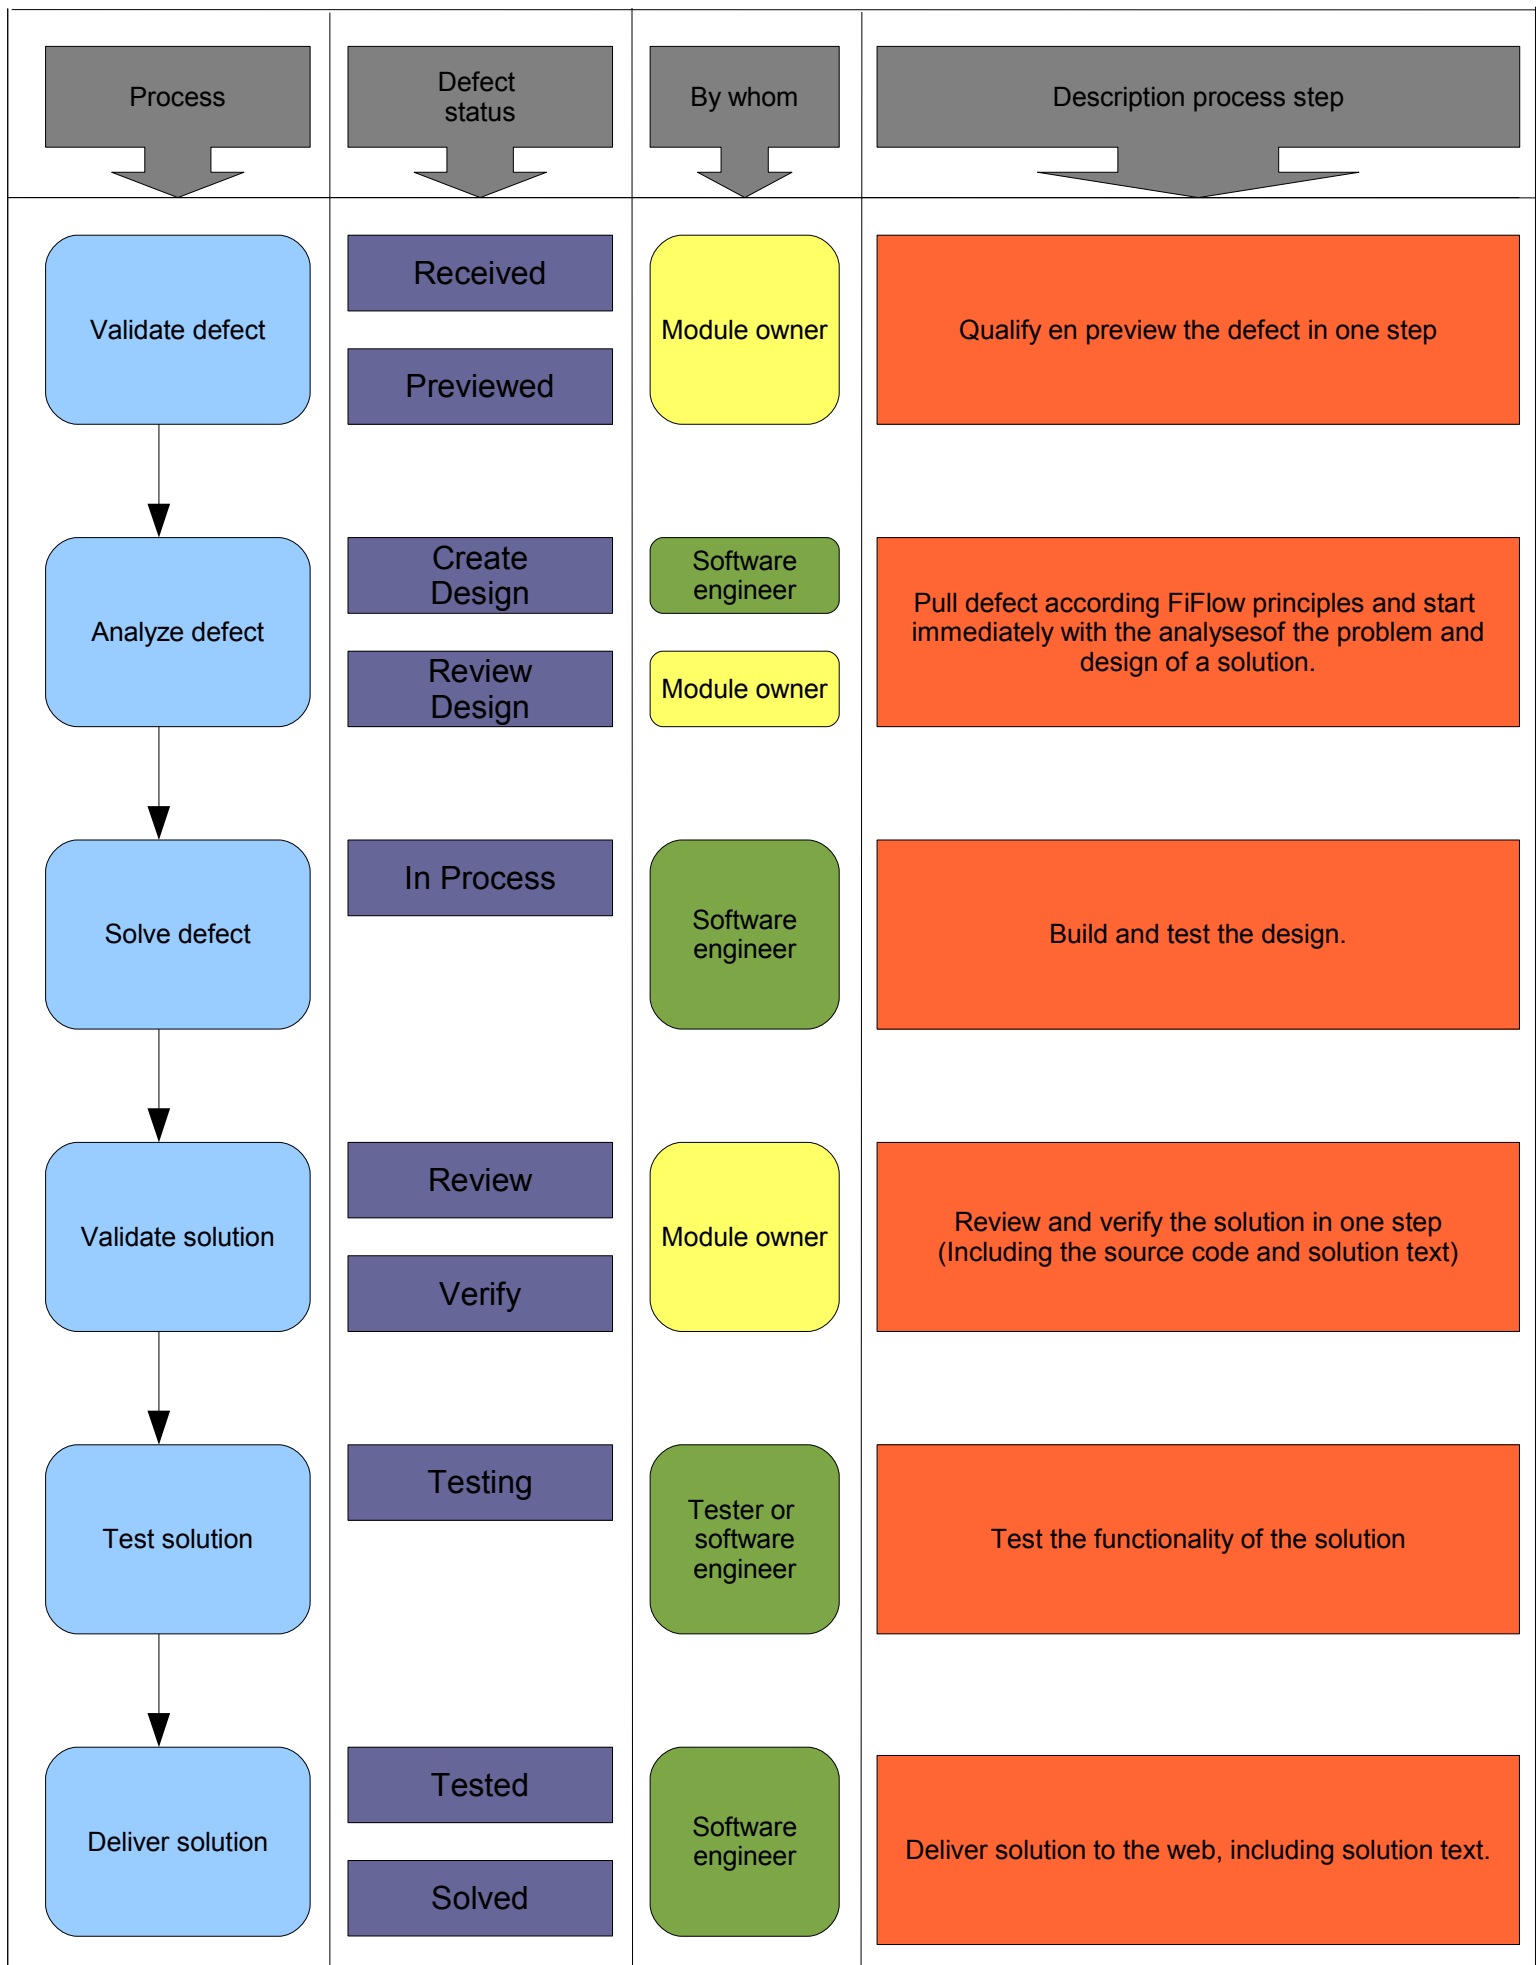 Process
Defect
status
By whom
Description process step
Validate defect
Received
Previewed
Module owner
Qualify en preview the defect in one step
Analyze defect
Create
Design
Review
Design
Software
engineer
Module owner
Pull defect according FiFlow principles and start
immediately with the analysesof the problem and
design of a solution.
Solve defect
In Process
Software
engineer
Build and test the design.
Validate solution
Review
Verify
Module owner
Review and verify the solution in one step
(Including the source code and solution text)
Test solution
Testing
Tester or
software
engineer
Test the functionality of the solution
Deliver solution
Tested
Solved
Software
engineer
Deliver solution to the web, including solution text.